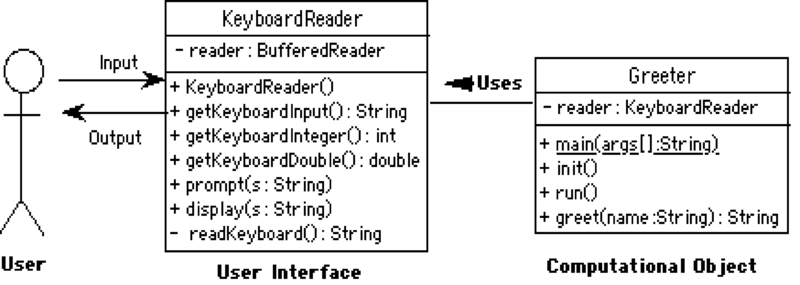 Input
Output
User
KeyboardReader
- reader : BufferedReader
+ KeyboardReader()
+ getKeyboardInput() : String
+ getKeyboardInteger() : int
+ getKeyboardDouble() : double
+ prompt(s : String)
+ display(s : String)
- readKeyboard() : String
User Interface
Uses
Greeter
- reader : KeyboardReader
+ main(args[]:String)
+ init()
+ run()
+ greet(name:String) : String
Computational Object